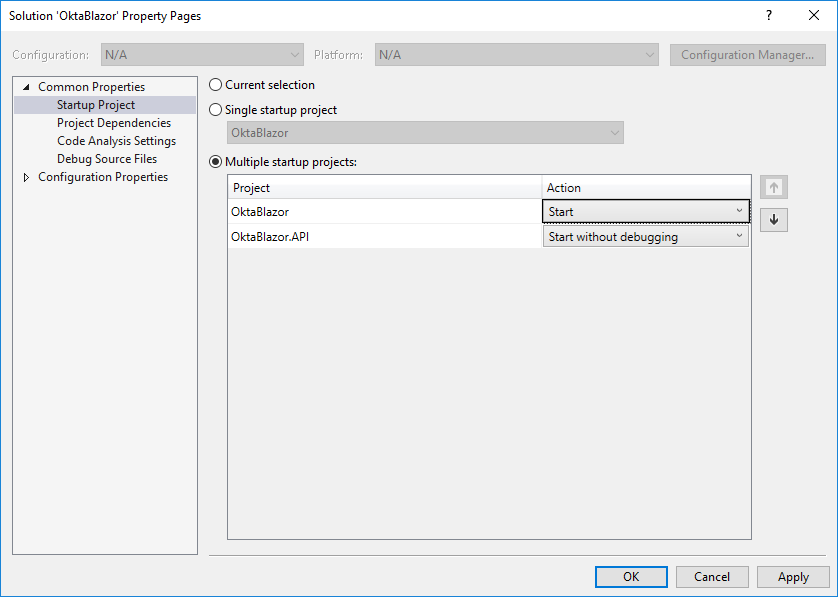 Solution 'OktaBlazor' Property Pages
?
Configuration: N/A Platform: N/A Configuration Manager...
Common Properties
Startup Project
Project Dependencies
Code Analysis Settings
Debug Source Files
Configuration Properties
Current selection
Single startup project
OktaBlazor
Multiple startup projects:
Project Action
OktaBlazor Start
OktaBlazor.API Start without debugging
OK Cancel Apply